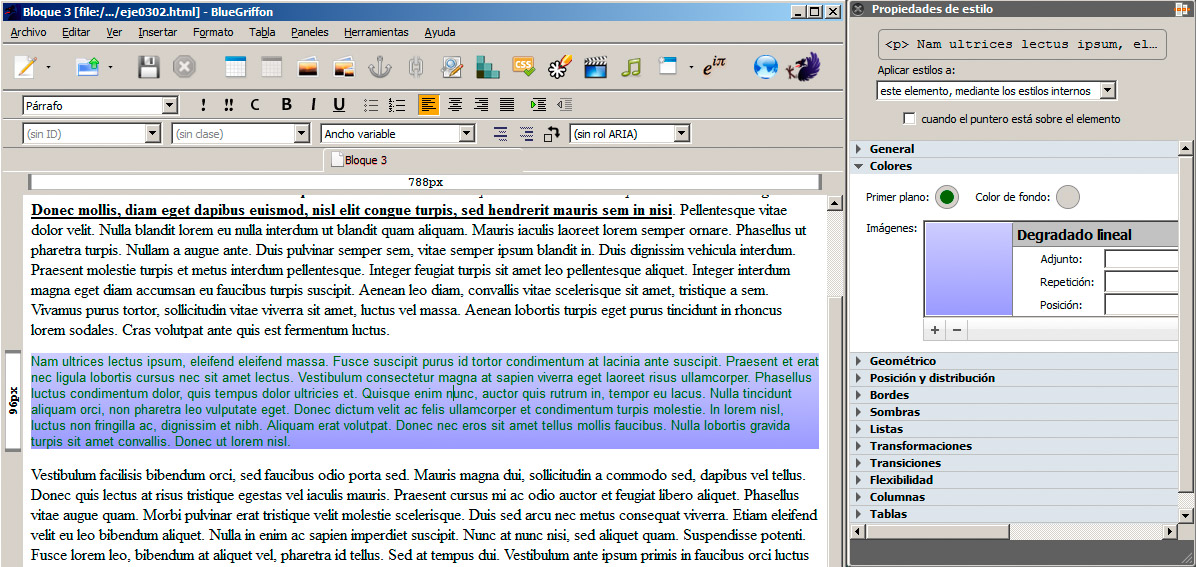 Bloque 3 [file:/.../eje0302.html] - BlueGriffon
Archivo Editar Ver Insertar Formato Tabla Paneles Herramientas Ayuda
CSS
e iπ
Párrafo ! !! C B I U
(sin ID) (sin clase) Ancho variable (sin rol ARIA)
Bloque 3
788px
Donec mollis, diam eget dapibus euismod, nisl elit congue turpis, sed hendrerit mauris sem in nisi. Pellentesque vitae
dolor velit. Nulla blandit lorem eu nulla interdum ut blandit quam aliquam. Mauris iaculis laoreet lorem semper ornare. Phasellus ut
pharetra turpis. Nullam a augue ante. Duis pulvinar semper sem, vitae semper ipsum blandit in. Duis dignissim vehicula interdum.
Praesent molestie turpis et metus interdum pellentesque. Integer feugiat turpis sit amet leo pellentesque aliquet. Integer interdum
magna eget diam accumsan eu faucibus turpis suscipit. Aenean leo diam, convallis vitae scelerisque sit amet, tristique a sem.
Vivamus purus tortor, sollicitudin vitae viverra sit amet, luctus vel massa. Aenean lobortis turpis eget purus tincidunt in rhoncus
lorem sodales. Cras volutpat ante quis est fermentum luctus.
96px
Nam ultrices lectus ipsum, eleifend eleifend massa. Fusce suscipit purus id tortor condimentum at lacinia ante suscipit. Praesent et erat
nec ligula lobortis cursus nec sit amet lectus. Vestibulum consectetur magna at sapien viverra eget laoreet risus ullamcorper. Phasellus
luctus condimentum dolor, quis tempus dolor ultricies et. Quisque enim nunc, auctor quis rutrum in, tempor eu lacus. Nulla tincidunt
aliquam orci, non pharetra leo vulputate eget. Donec dictum velit ac felis ullamcorper et condimentum turpis molestie. In lorem nisl,
luctus non fringilla ac, dignissim et nibh. Aliquam erat volutpat. Donec nec eros sit amet tellus mollis faucibus. Nulla lobortis gravida
turpis sit amet convallis. Donec ut lorem nisl.
Vestibulum facilisis bibendum orci, sed faucibus odio porta sed. Mauris magna dui, sollicitudin a commodo sed, dapibus vel tellus.
Donec quis lectus at risus tristique egestas vel iaculis mauris. Praesent cursus mi ac odio auctor et feugiat libero aliquet. Phasellus
vitae augue quam. Morbi pulvinar erat tristique velit molestie scelerisque. Duis sed arcu nec metus consequat viverra. Etiam eleifend
velit eu leo bibendum aliquet. Nulla in enim ac sapien imperdiet suscipit. Nunc at nunc nisi, sed aliquet quam. Suspendisse potenti.
Fusce lorem leo, bibendum at aliquet vel, pharetra id tellus. Sed at tempus dui. Vestibulum ante ipsum primis in faucibus orci luctus
Propiedades de estilo
<p> Nam ultrices lectus ipsum, el…
Aplicar estilos a:
este elemento, mediante los estilos internos
cuando el puntero está sobre el elemento
General
Colores
Primer plano: Color de fondo:
Imágenes:
Degradado lineal
Adjunto:
Repetición:
Posición:
+ −
Geométrico
Posición y distribución
Bordes
Sombras
Listas
Transformaciones
Transiciones
Flexibilidad
Columnas
Tablas